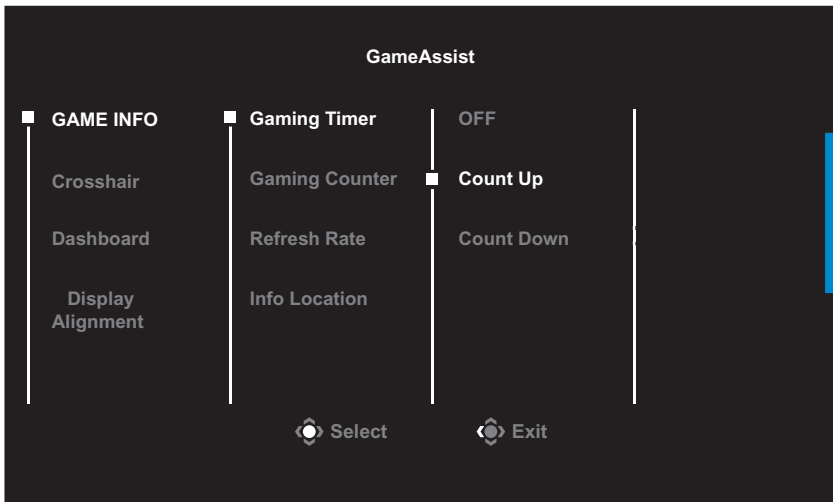 GameAssist
GAME INFO
Crosshair
Dashboard
Display
Alignment
Gaming Timer
Gaming Counter
Refresh Rate
Info Location
OFF
Count Up
Count Down
Select
Exit